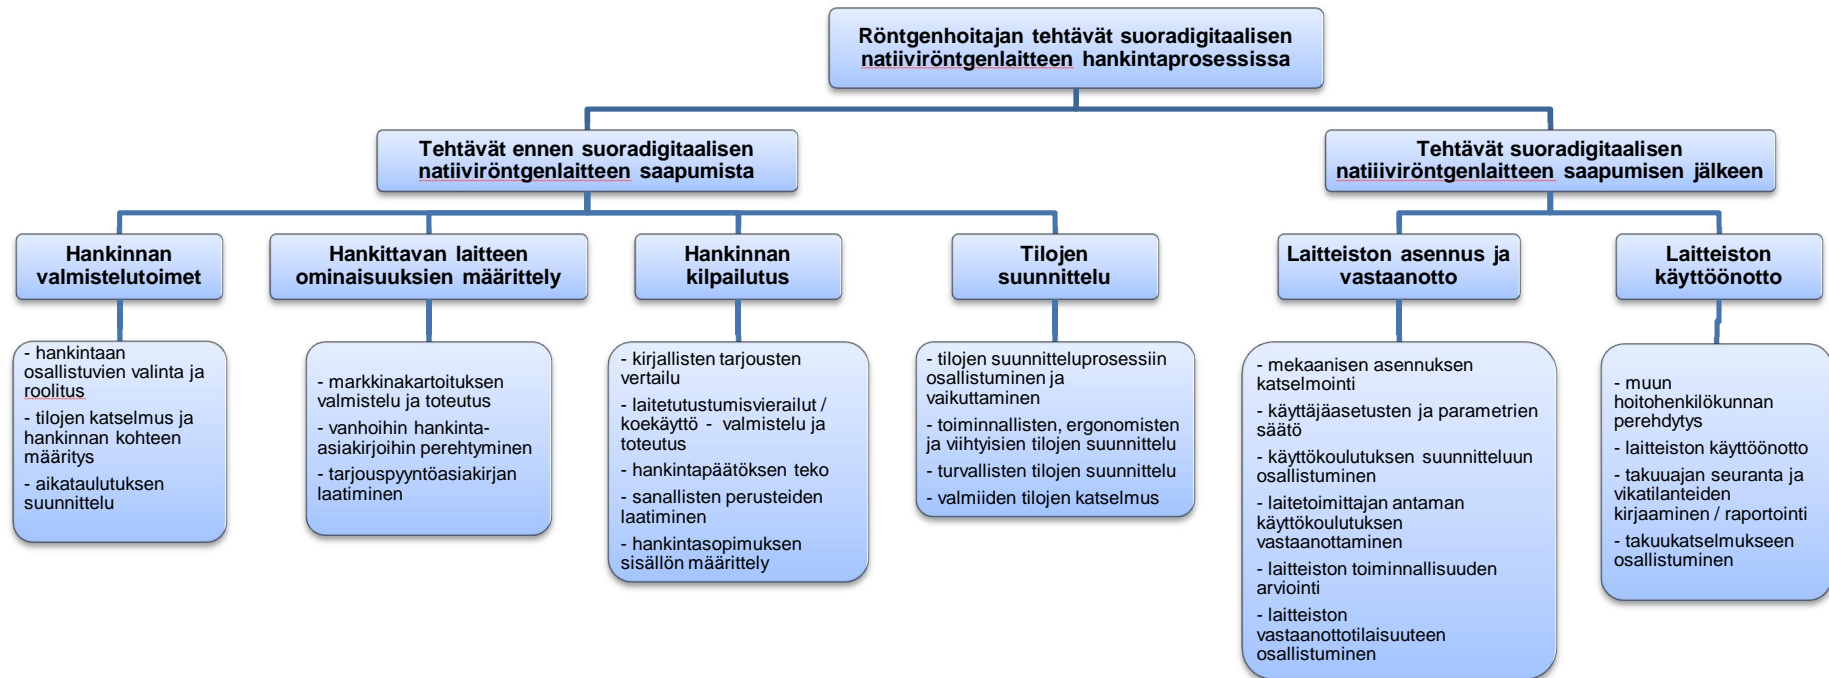 Röntgenhoitajan tehtävät suoradigitaalisen
natiiviröntgenlaitteen hankintaprosessissa
Tehtävät ennen suoradigitaalisen
natiiviröntgenlaitteen saapumista
Tehtävät suoradigitaalisen
natiiiviröntgenlaitteen saapumisen jälkeen
Hankinnan
valmistelutoimet
Hankittavan laitteen
ominaisuuksien määrittely
Hankinnan
kilpailutus
Tilojen
suunnittelu
Laitteiston asennus ja
vastaanotto
Laitteiston
käyttöönotto
- hankintaan
osallistuvien valinta ja
roolitus
- tilojen katselmus ja
hankinnan kohteen
määritys
- aikataulutuksen
suunnittelu
- markkinakartoituksen
valmistelu ja toteutus
- vanhoihin hankinta-
asiakirjoihin perehtyminen
- tarjouspyyntöasiakirjan
laatiminen
- kirjallisten tarjousten
vertailu
- laitetutustumisvierailut /
koekäyttö - valmistelu ja
toteutus
- hankintapäätöksen teko
- sanallisten perusteiden
laatiminen
- hankintasopimuksen
sisällön määrittely
- tilojen suunnitteluprosessiin
osallistuminen ja
vaikuttaminen
- toiminnallisten, ergonomisten
ja viihtyisien tilojen suunnittelu
- turvallisten tilojen suunnittelu
- valmiiden tilojen katselmus
- mekaanisen asennuksen
katselmointi
- käyttäjäasetusten ja parametrien
säätö
- käyttökoulutuksen suunnitteluun
osallistuminen
- laitetoimittajan antaman
käyttökoulutuksen
vastaanottaminen
- laitteiston toiminnallisuuden
arviointi
- laitteiston
vastaanottotilaisuuteen
osallistuminen
- muun
hoitohenkilökunnan
perehdytys
- laitteiston käyttöönotto
- takuuajan seuranta ja
vikatilanteiden
kirjaaminen / raportointi
- takuukatselmukseen
osallistuminen